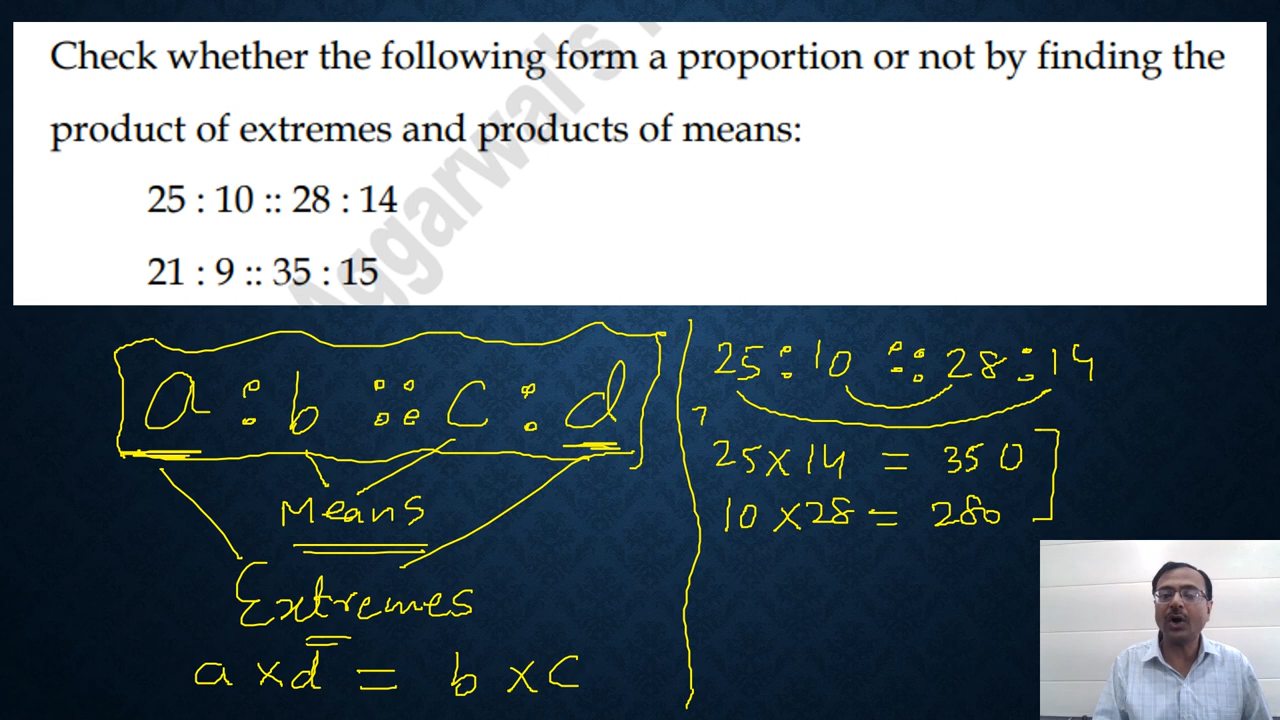 Check whether the following form a proportion or not by finding the
product of extremes and products of means:
25 : 10 :: 28 : 14
21 : 9 :: 35 : 15
Aggarwal's
a : b :: c : d
Means
Extremes
a × d = b × c
25 : 10 :: 28 : 14
25 × 14 = 350
10 × 28 = 280